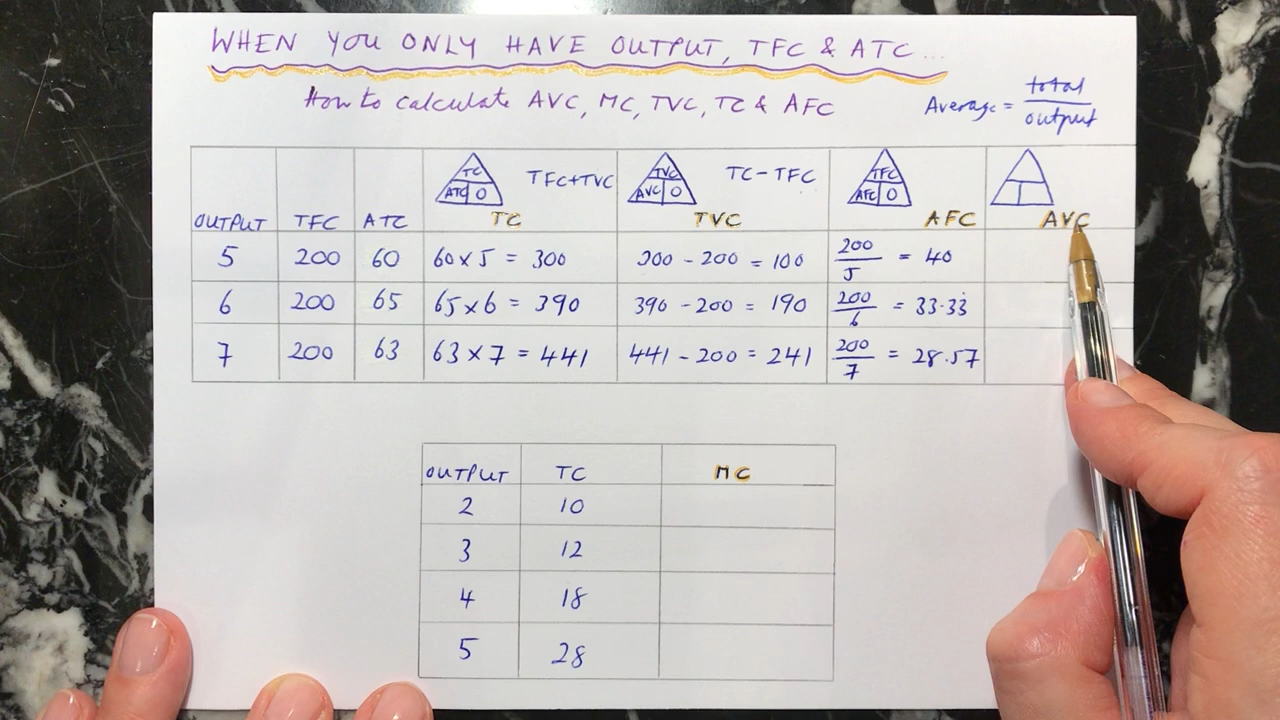 WHEN YOU ONLY HAVE OUTPUT, TFC & ATC...
How to calculate AVC, MC, TVC, TC & AFC
Average = total / output
TC ATC O TFC+TVC
TVC AVC O TC - TFC
TFC AFC O
OUTPUT TFC ATC TC TVC AFC AVC
5 200 60 60 x 5 = 300 300 - 200 = 100 200/5 = 40
6 200 65 65 x 6 = 390 390 - 200 = 190 200/6 = 33.33̇
7 200 63 63 x 7 = 441 441 - 200 = 241 200/7 = 28.57
OUTPUT TC MC
2 10
3 12
4 18
5 28